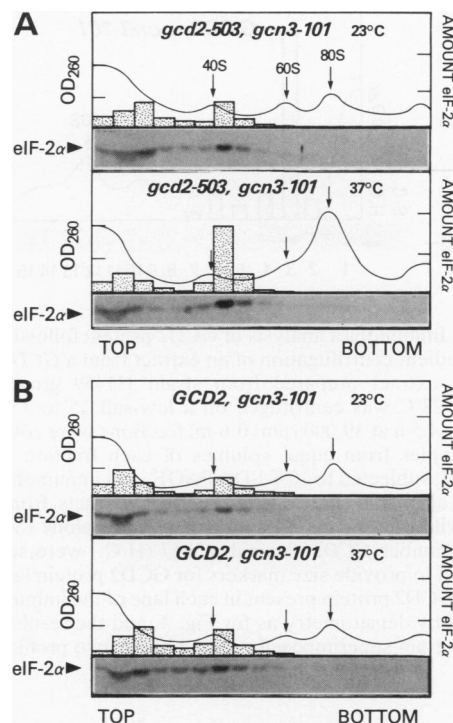 A
gcd2-503, gcn3-101 23°C
40S 60S 80S
OD260
AMOUNT eIF-2α
eIF-2α
gcd2-503, gcn3-101 37°C
OD260
AMOUNT eIF-2α
eIF-2α
TOP BOTTOM
B
GCD2, gcn3-101 23°C
OD260
AMOUNT eIF-2α
eIF-2α
GCD2, gcn3-101 37°C
OD260
AMOUNT eIF-2α
eIF-2α
TOP BOTTOM